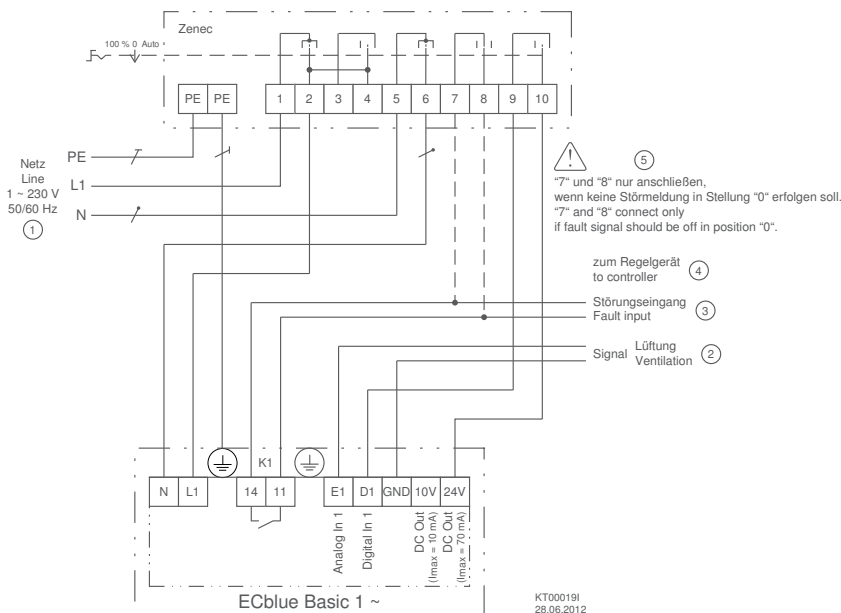 Zenec
100 % 0 Auto
PE PE 1 2 3 4 5 6 7 8 9 10
Netz
Line
1 ~ 230 V
50/60 Hz
1
PE
L1
N
5
"7" und "8" nur anschließen,
wenn keine Störmeldung in Stellung "0" erfolgen soll.
"7" and "8" connect only
if fault signal should be off in position "0".
zum Regelgerät
to controller
4
Störungseingang
Fault input
3
Signal
Lüftung
Ventilation
2
K1
N L1 14 11 E1 D1 GND 10V 24V
Analog In 1
Digital In 1
DC Out
(Imax = 10 mA)
DC Out
(Imax = 70 mA)
ECblue Basic 1 ~
KT00019I
28.06.2012